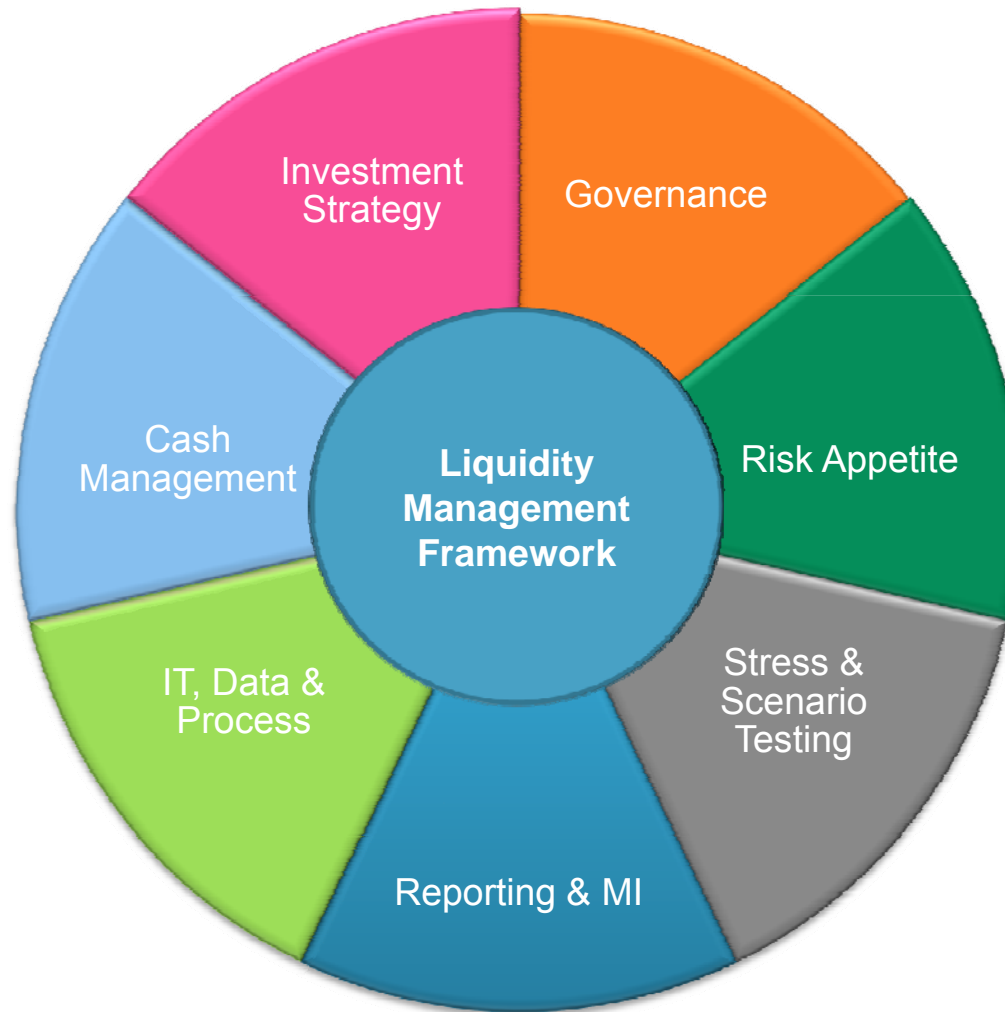 Investment
Strategy
Governance
Cash
Management
Liquidity
Management
Framework
Risk Appetite
IT, Data &
Process
Stress &
Scenario
Testing
Reporting & MI